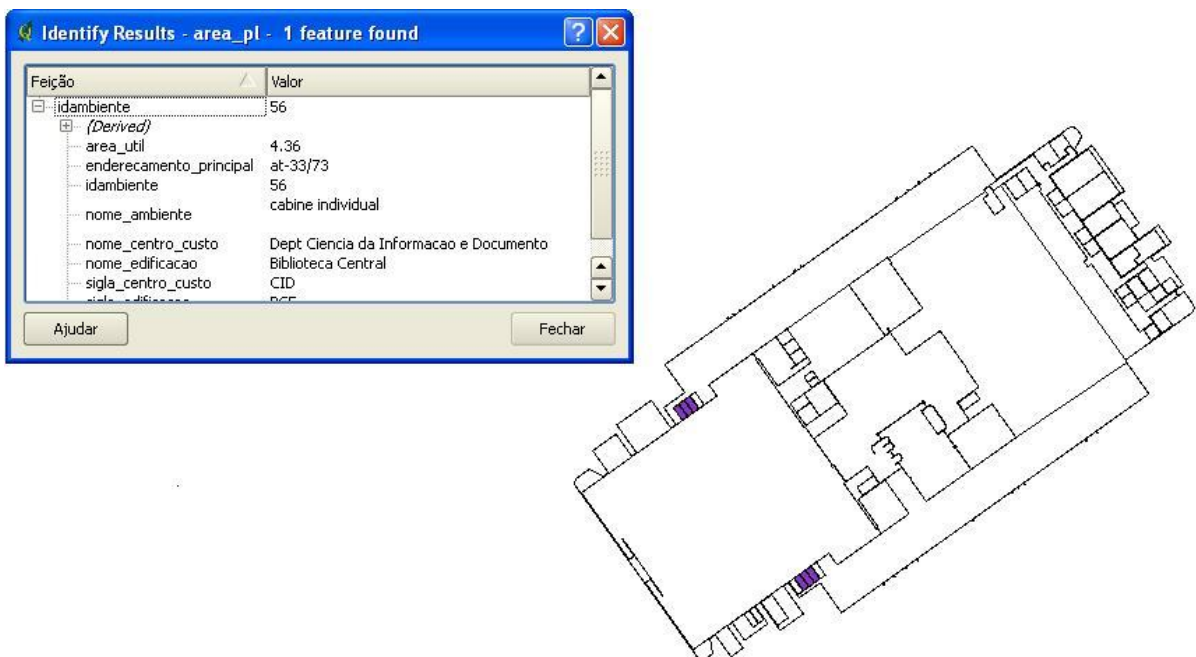 Identify Results - area_pl - 1 feature found
Feição Valor
idambiente 56
(Derived)
area_util 4.36
enderecamento_principal at-33/73
idambiente 56
nome_ambiente cabine individual
nome_centro_custo Dept Ciencia da Informacao e Documento
nome_edificacao Biblioteca Central
sigla_centro_custo CID
Ajudar Fechar